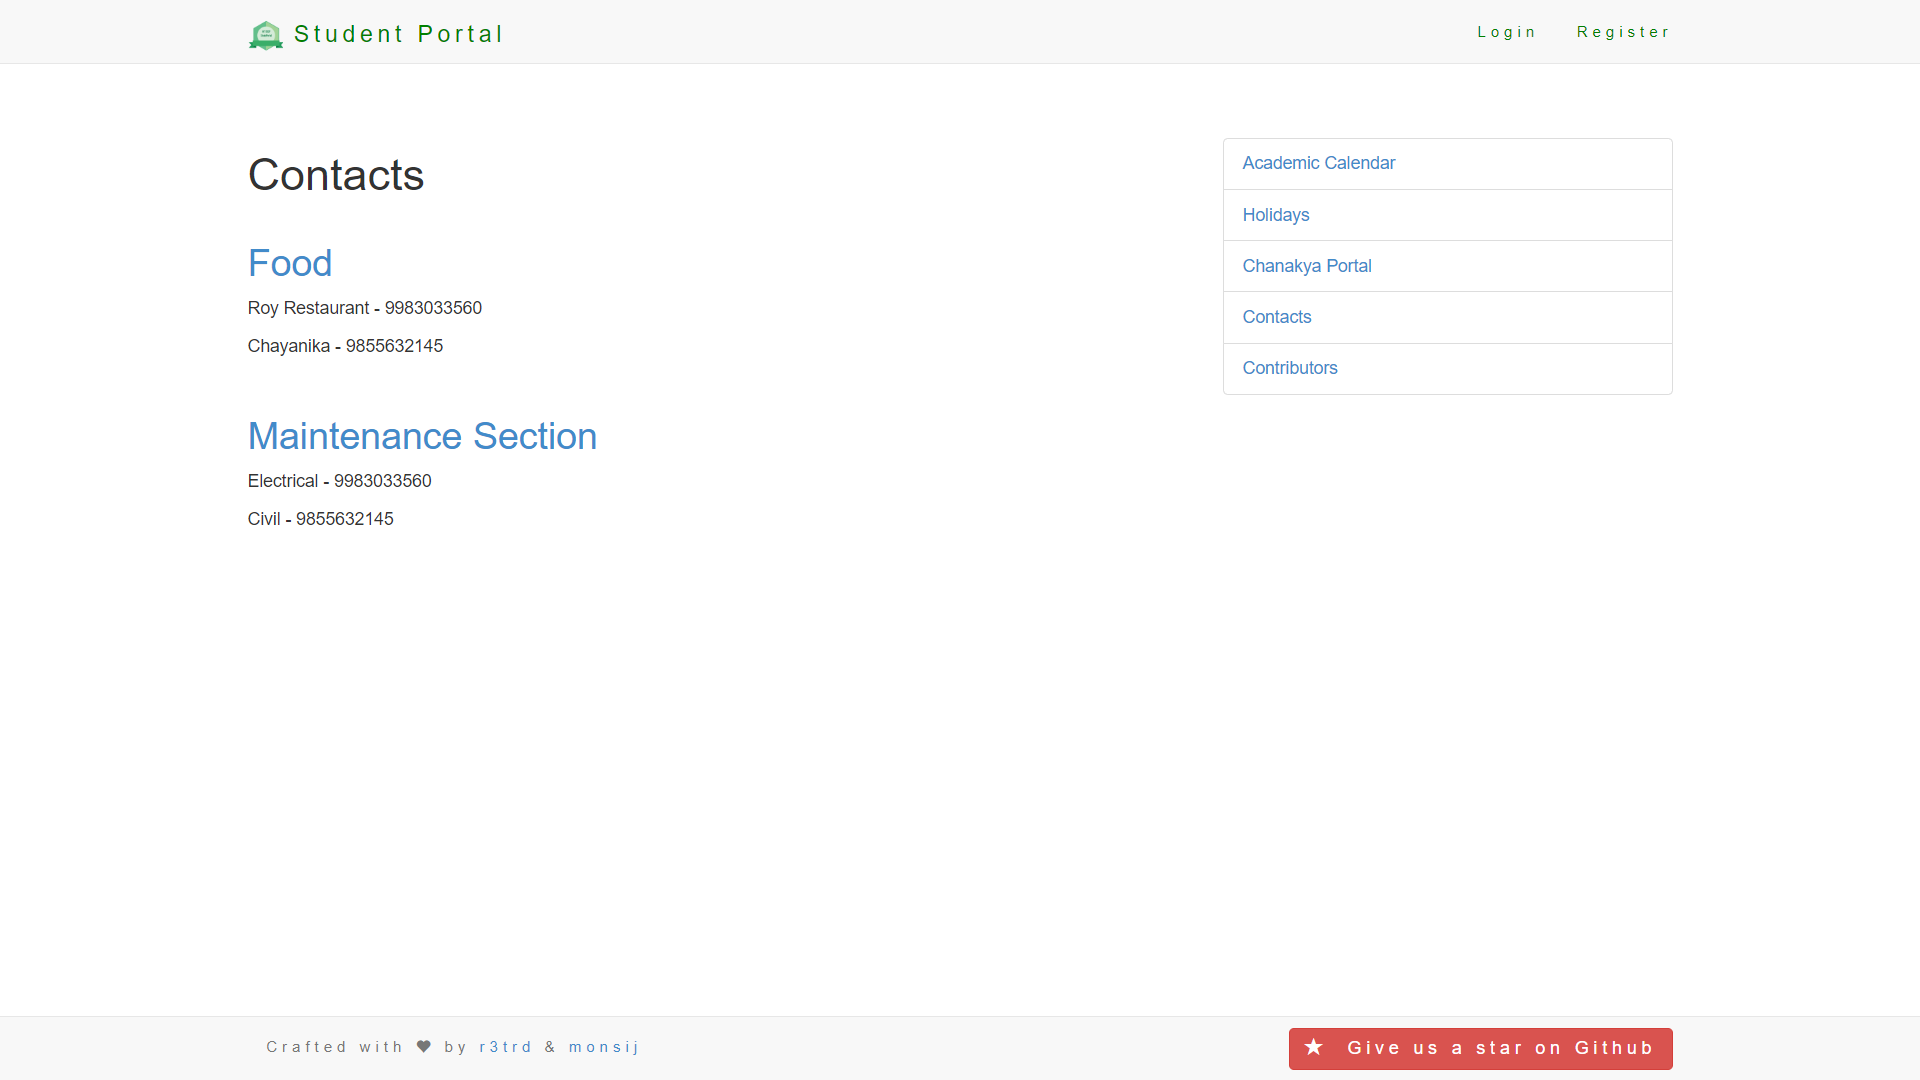 Student Portal
Login
Register
Contacts
Food
Roy Restaurant - 9983033560
Chayanika - 9855632145
Maintenance Section
Electrical - 9983033560
Civil - 9855632145
Academic Calendar
Holidays
Chanakya Portal
Contacts
Contributors
Crafted with ♥ by r3trd & monsij
★ Give us a star on Github